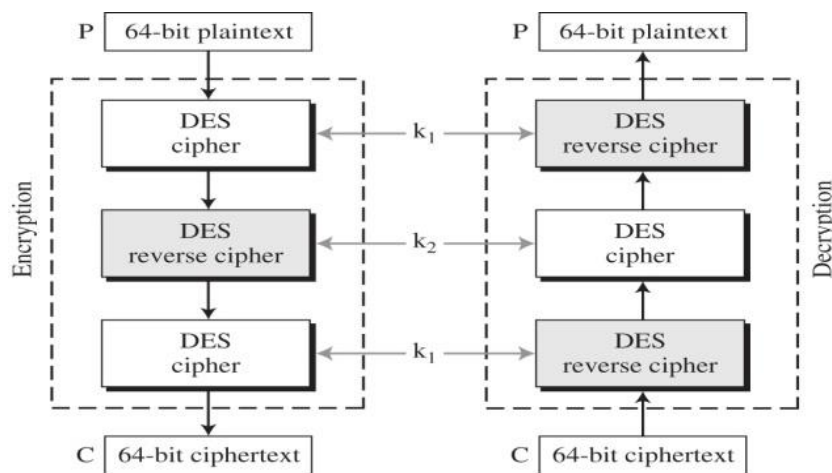 P 64-bit plaintext
P 64-bit plaintext
Encryption
DES
cipher
k₁
DES
reverse cipher
DES
reverse cipher
k₂
DES
cipher
DES
cipher
k₁
DES
reverse cipher
Decryption
C 64-bit ciphertext
C 64-bit ciphertext